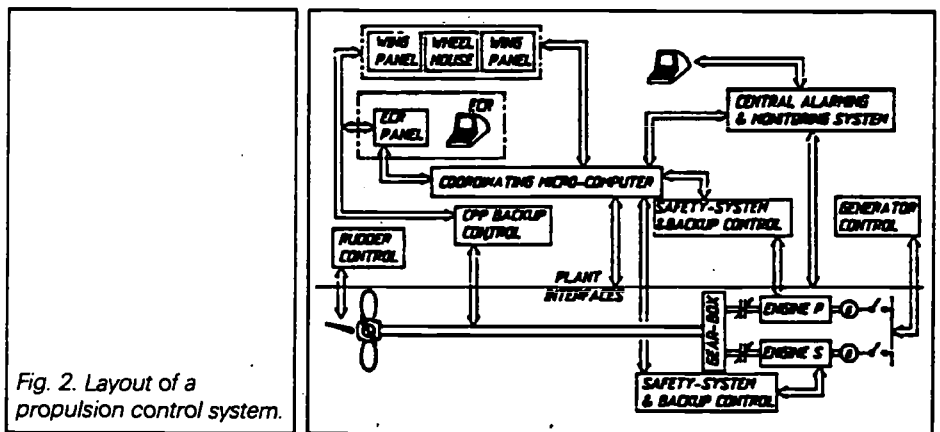 WING PANEL
WHEEL HOUSE
WING PANEL
ECR PANEL
ECR
CENTRAL ALARMING
& MONITORING SYSTEM
COORDINATING MICRO-COMPUTER
CPP BACKUP
CONTROL
SAFETY-SYSTEM
&BACKUP CONTROL
GENERATOR
CONTROL
RUDDER
CONTROL
PLANT
INTERFACES
GEAR-BOX
ENGINE P
ENGINE S
SAFETY-SYSTEM
& BACKUP CONTROL
Fig. 2. Layout of a
propulsion control system.